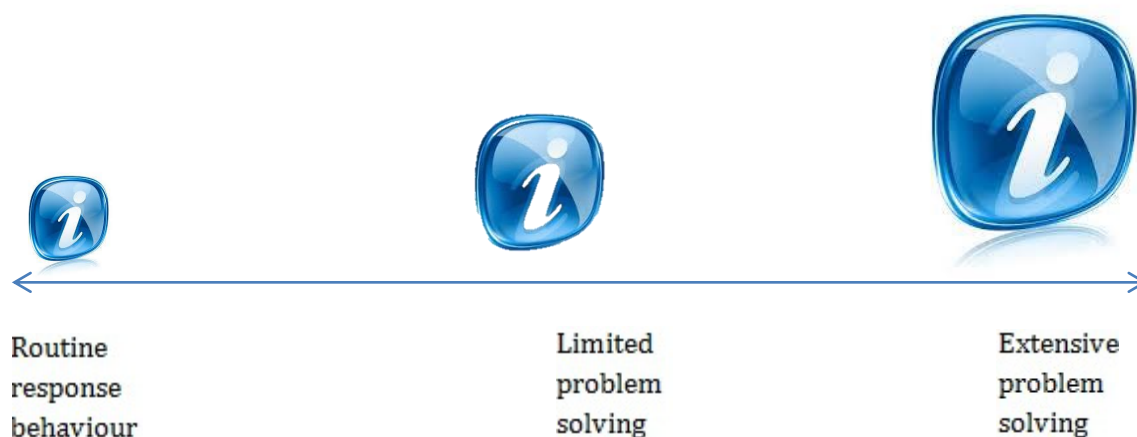 Routine
response
behaviour
Limited
problem
solving
Extensive
problem
solving